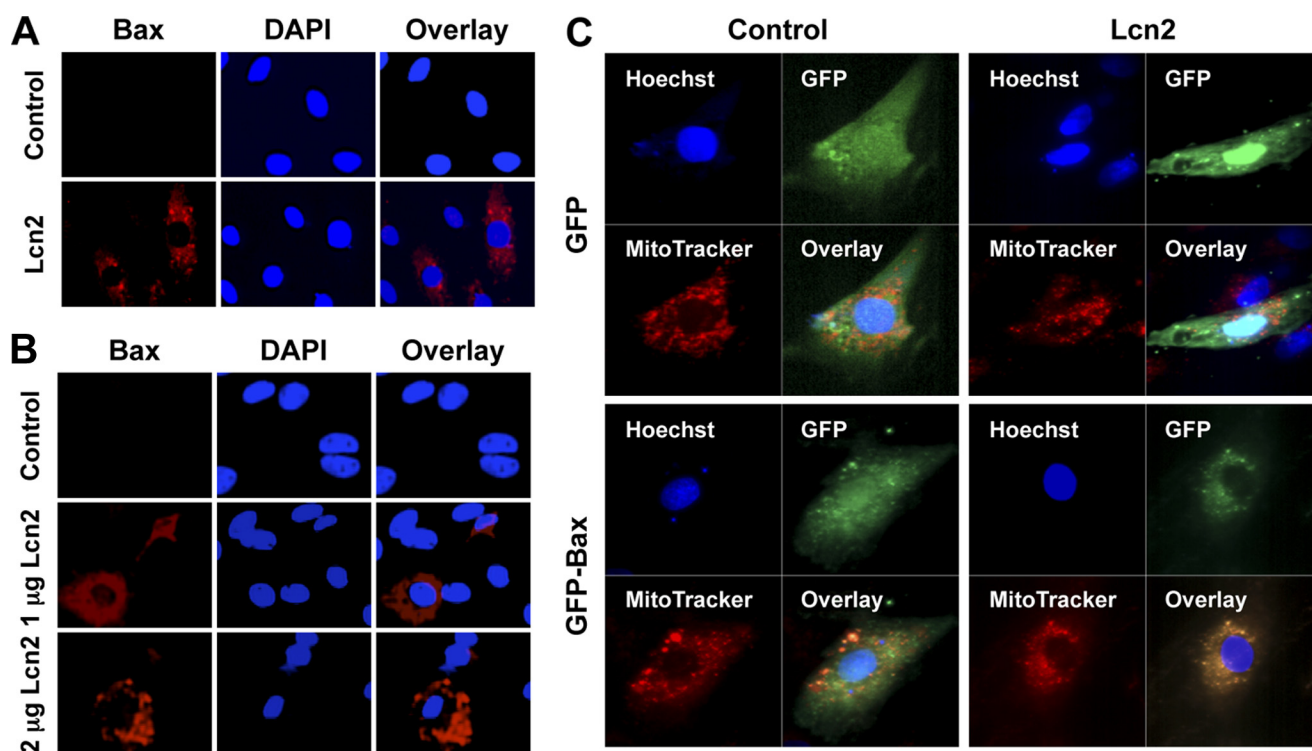 A
Bax DAPI Overlay
Control
Lcn2
B
Bax DAPI Overlay
Control
1 µg Lcn2
2 µg Lcn2
C
Control Lcn2
GFP
Hoechst GFP Hoechst GFP
MitoTracker Overlay MitoTracker Overlay
GFP-Bax
Hoechst GFP Hoechst GFP
MitoTracker Overlay MitoTracker Overlay